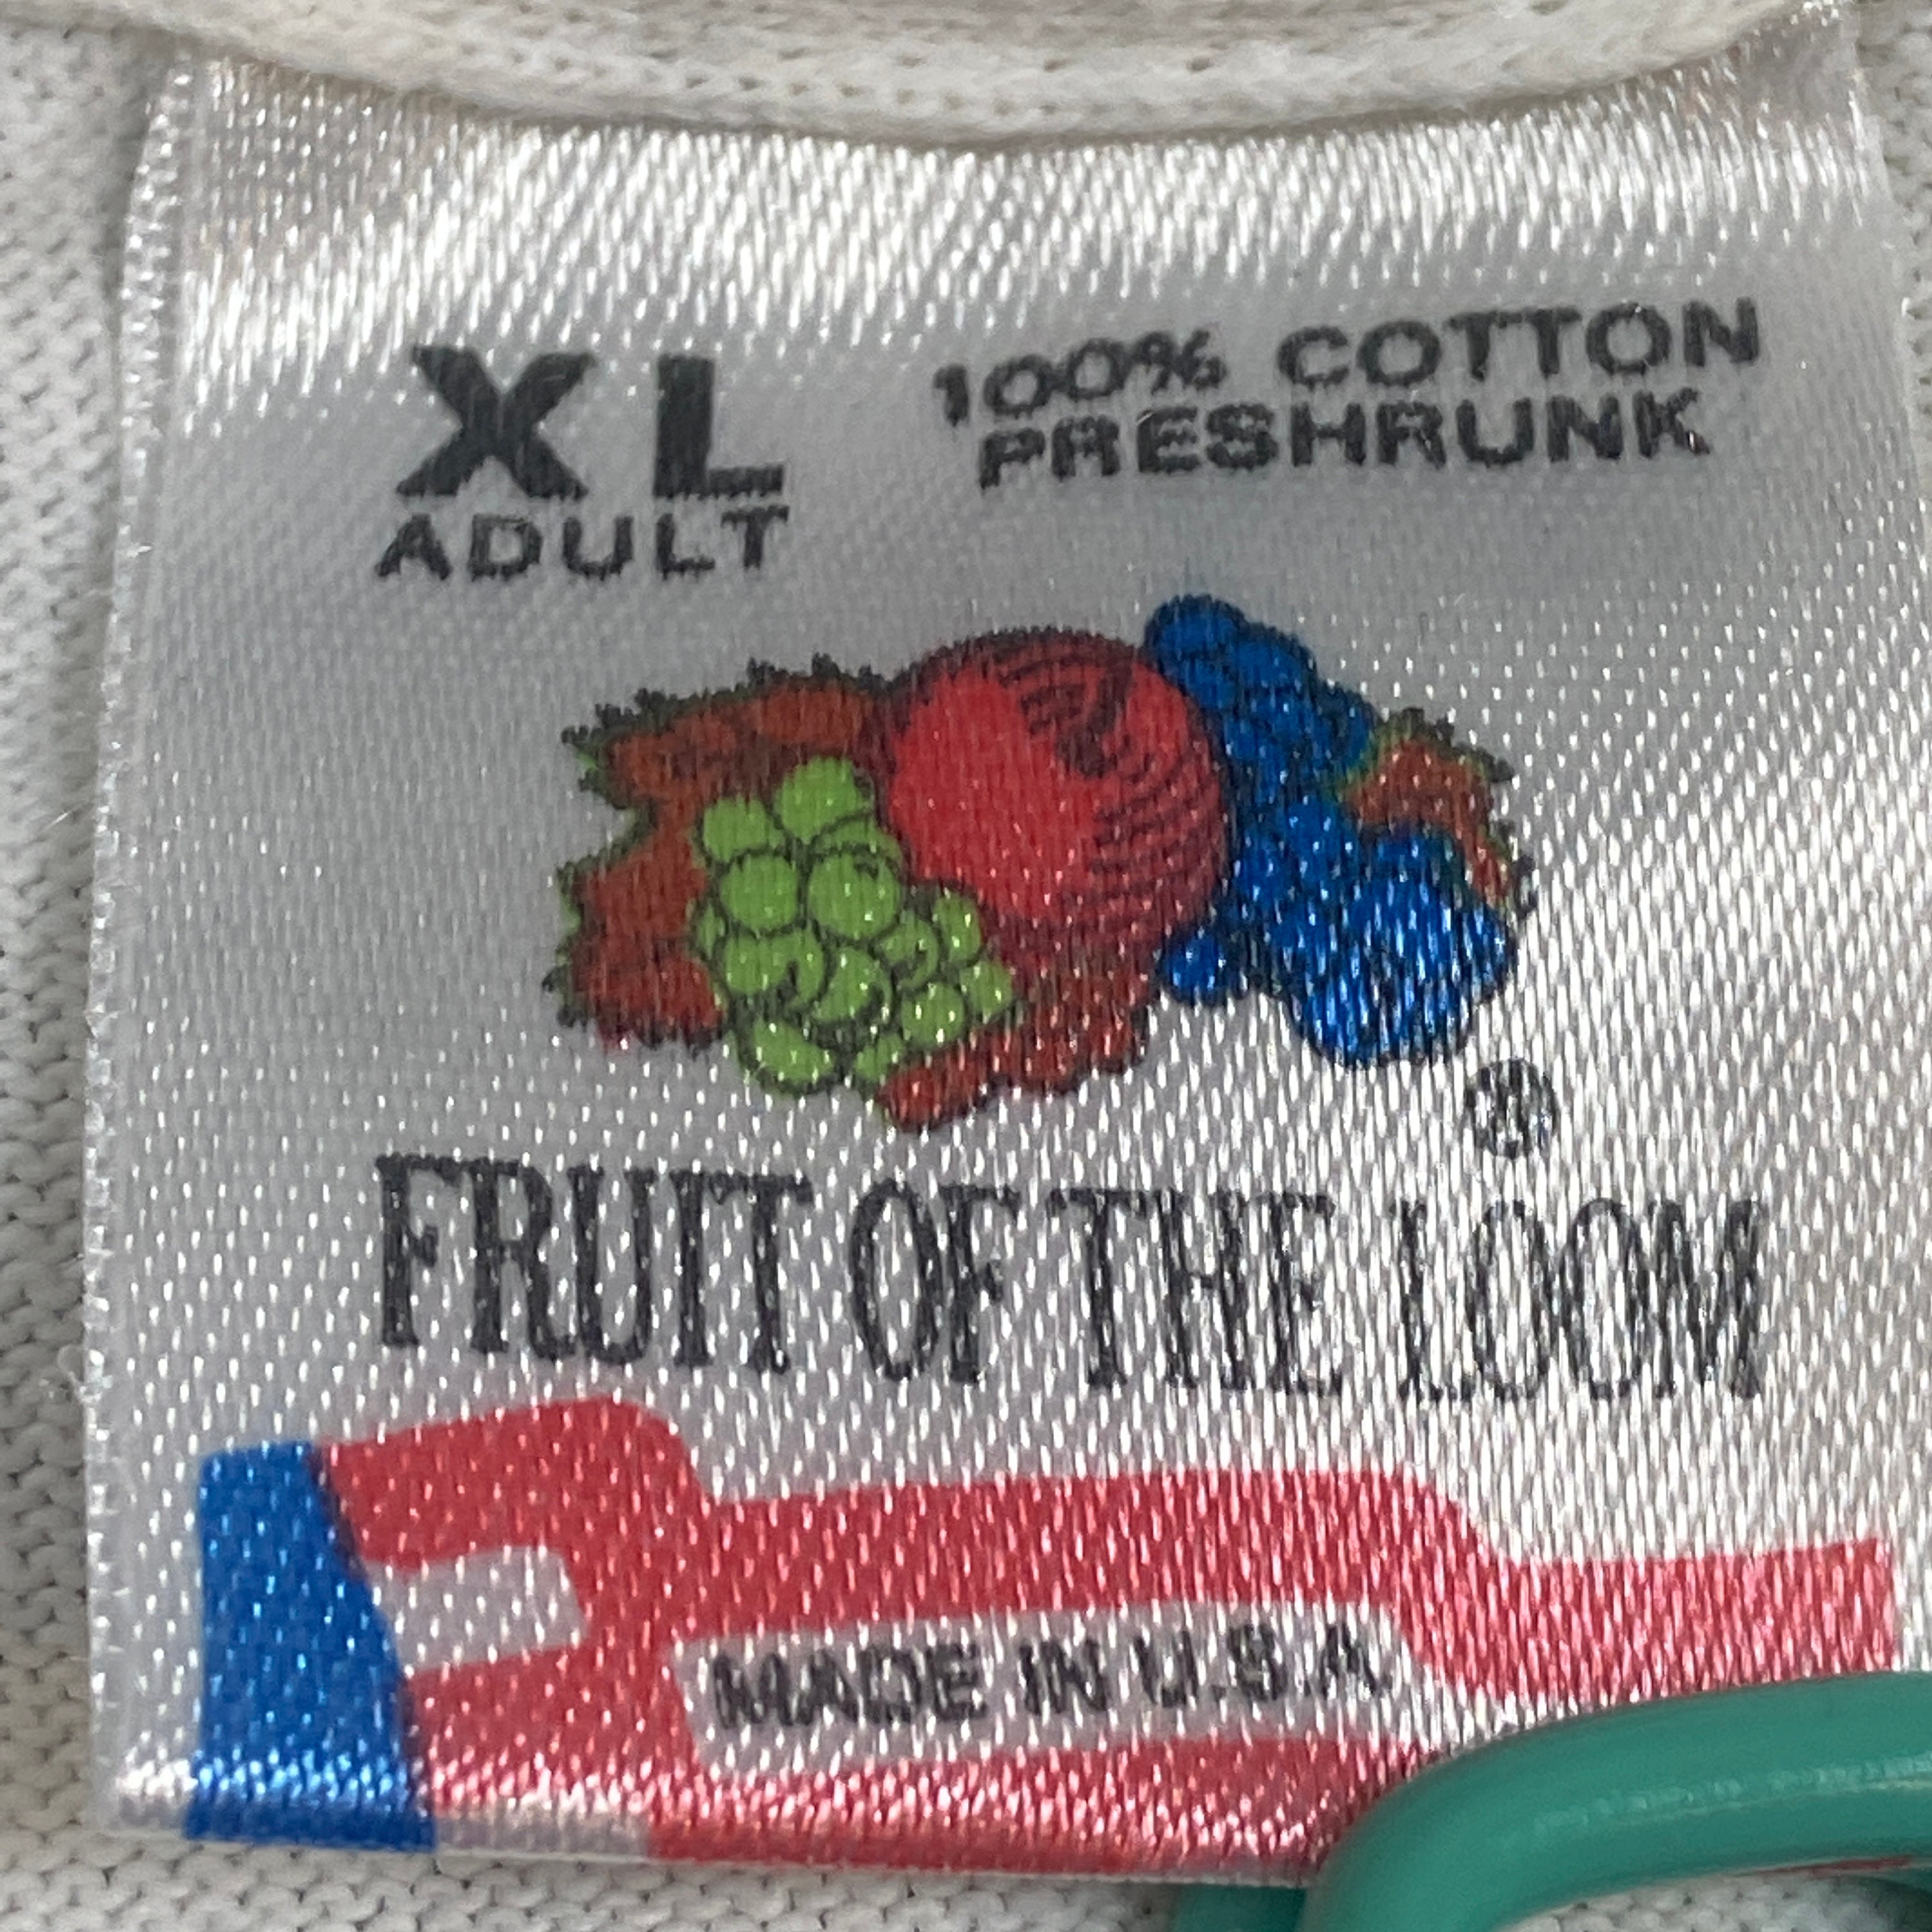 XL
ADULT
100% COTTON
PRESHRUNK
®
FRUIT OF THE LOOM
MADE IN U.S.A